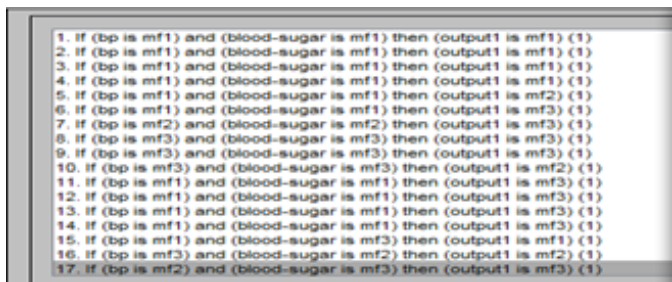 1. If (bp is mf1) and (blood-sugar is mf1) then (output1 is mf1) (1)
2. If (bp is mf1) and (blood-sugar is mf1) then (output1 is mf1) (1)
3. If (bp is mf1) and (blood-sugar is mf1) then (output1 is mf1) (1)
4. If (bp is mf1) and (blood-sugar is mf1) then (output1 is mf1) (1)
5. If (bp is mf1) and (blood-sugar is mf1) then (output1 is mf2) (1)
6. If (bp is mf1) and (blood-sugar is mf1) then (output1 is mf3) (1)
7. If (bp is mf2) and (blood-sugar is mf2) then (output1 is mf3) (1)
8. If (bp is mf3) and (blood-sugar is mf3) then (output1 is mf3) (1)
9. If (bp is mf3) and (blood-sugar is mf3) then (output1 is mf3) (1)
10. If (bp is mf3) and (blood-sugar is mf3) then (output1 is mf2) (1)
11. If (bp is mf1) and (blood-sugar is mf1) then (output1 is mf3) (1)
12. If (bp is mf1) and (blood-sugar is mf1) then (output1 is mf3) (1)
13. If (bp is mf1) and (blood-sugar is mf1) then (output1 is mf3) (1)
14. If (bp is mf1) and (blood-sugar is mf1) then (output1 is mf3) (1)
15. If (bp is mf1) and (blood-sugar is mf3) then (output1 is mf1) (1)
16. If (bp is mf3) and (blood-sugar is mf2) then (output1 is mf3) (1)
17. If (bp is mf2) and (blood-sugar is mf3) then (output1 is mf3) (1)